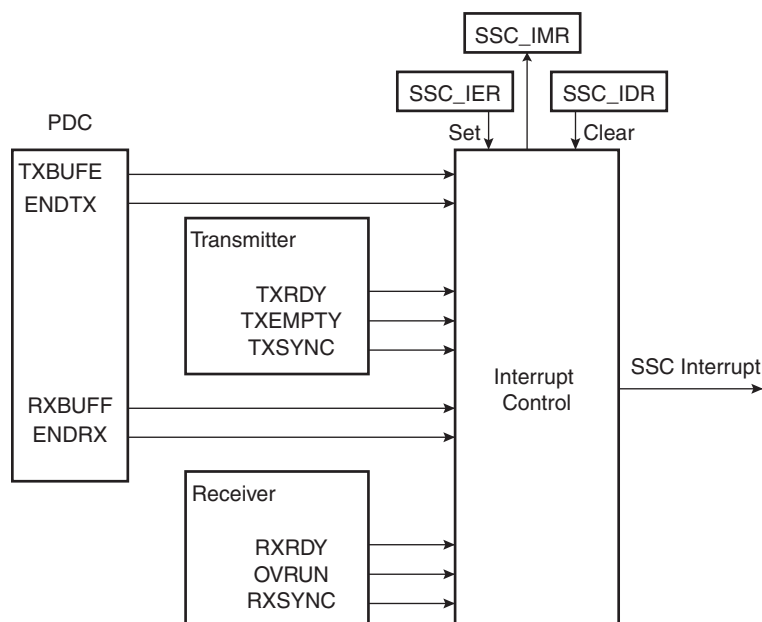 SSC_IMR
SSC_IER
SSC_IDR
PDC
Set
Clear
TXBUFE
ENDTX
Transmitter
TXRDY
TXEMPTY
TXSYNC
SSC Interrupt
Interrupt
Control
RXBUFF
ENDRX
Receiver
RXRDY
OVRUN
RXSYNC